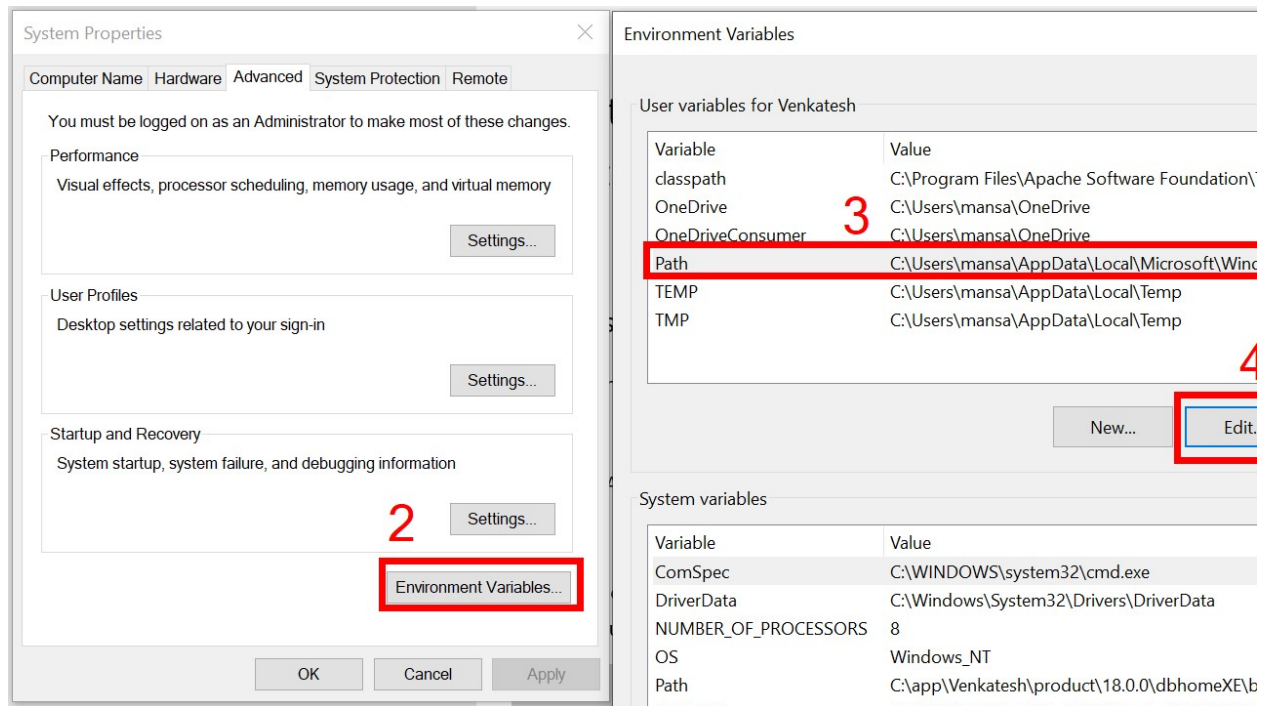 System Properties
Computer Name Hardware Advanced System Protection Remote
You must be logged on as an Administrator to make most of these changes.
Performance
Visual effects, processor scheduling, memory usage, and virtual memory
Settings...
User Profiles
Desktop settings related to your sign-in
Settings...
Startup and Recovery
System startup, system failure, and debugging information
2
Settings...
Environment Variables...
OK Cancel Apply
Environment Variables
User variables for Venkatesh
Variable Value
classpath C:\Program Files\Apache Software Foundation\
OneDrive C:\Users\mansa\OneDrive
3
OneDriveConsumer C:\Users\mansa\OneDrive
Path C:\Users\mansa\AppData\Local\Microsoft\Wind
TEMP C:\Users\mansa\AppData\Local\Temp
TMP C:\Users\mansa\AppData\Local\Temp
4
New... Edit.
System variables
Variable Value
ComSpec C:\WINDOWS\system32\cmd.exe
DriverData C:\Windows\System32\Drivers\DriverData
NUMBER_OF_PROCESSORS 8
OS Windows_NT
Path C:\app\Venkatesh\product\18.0.0\dbhomeXE\b